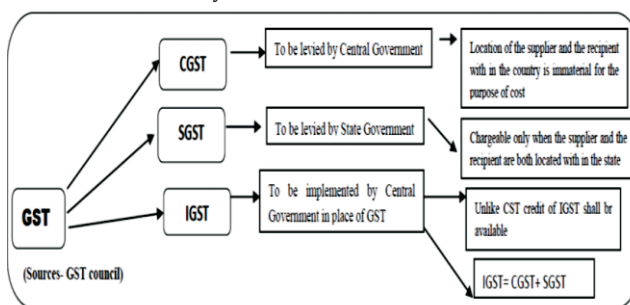 CGST
To be levied by Central Government
Location of the supplier and the recipient
with in the country is immaterial for the
purpose of cost
SGST
To be levied by State Government
Chargeable only when the supplier and the
recipient are both located with in the state
GST
IGST
To be implemented by Central
Government in place of GST
Unlike CST credit of IGST shall br
available
IGST= CGST+ SGST
(Sources- GST council)